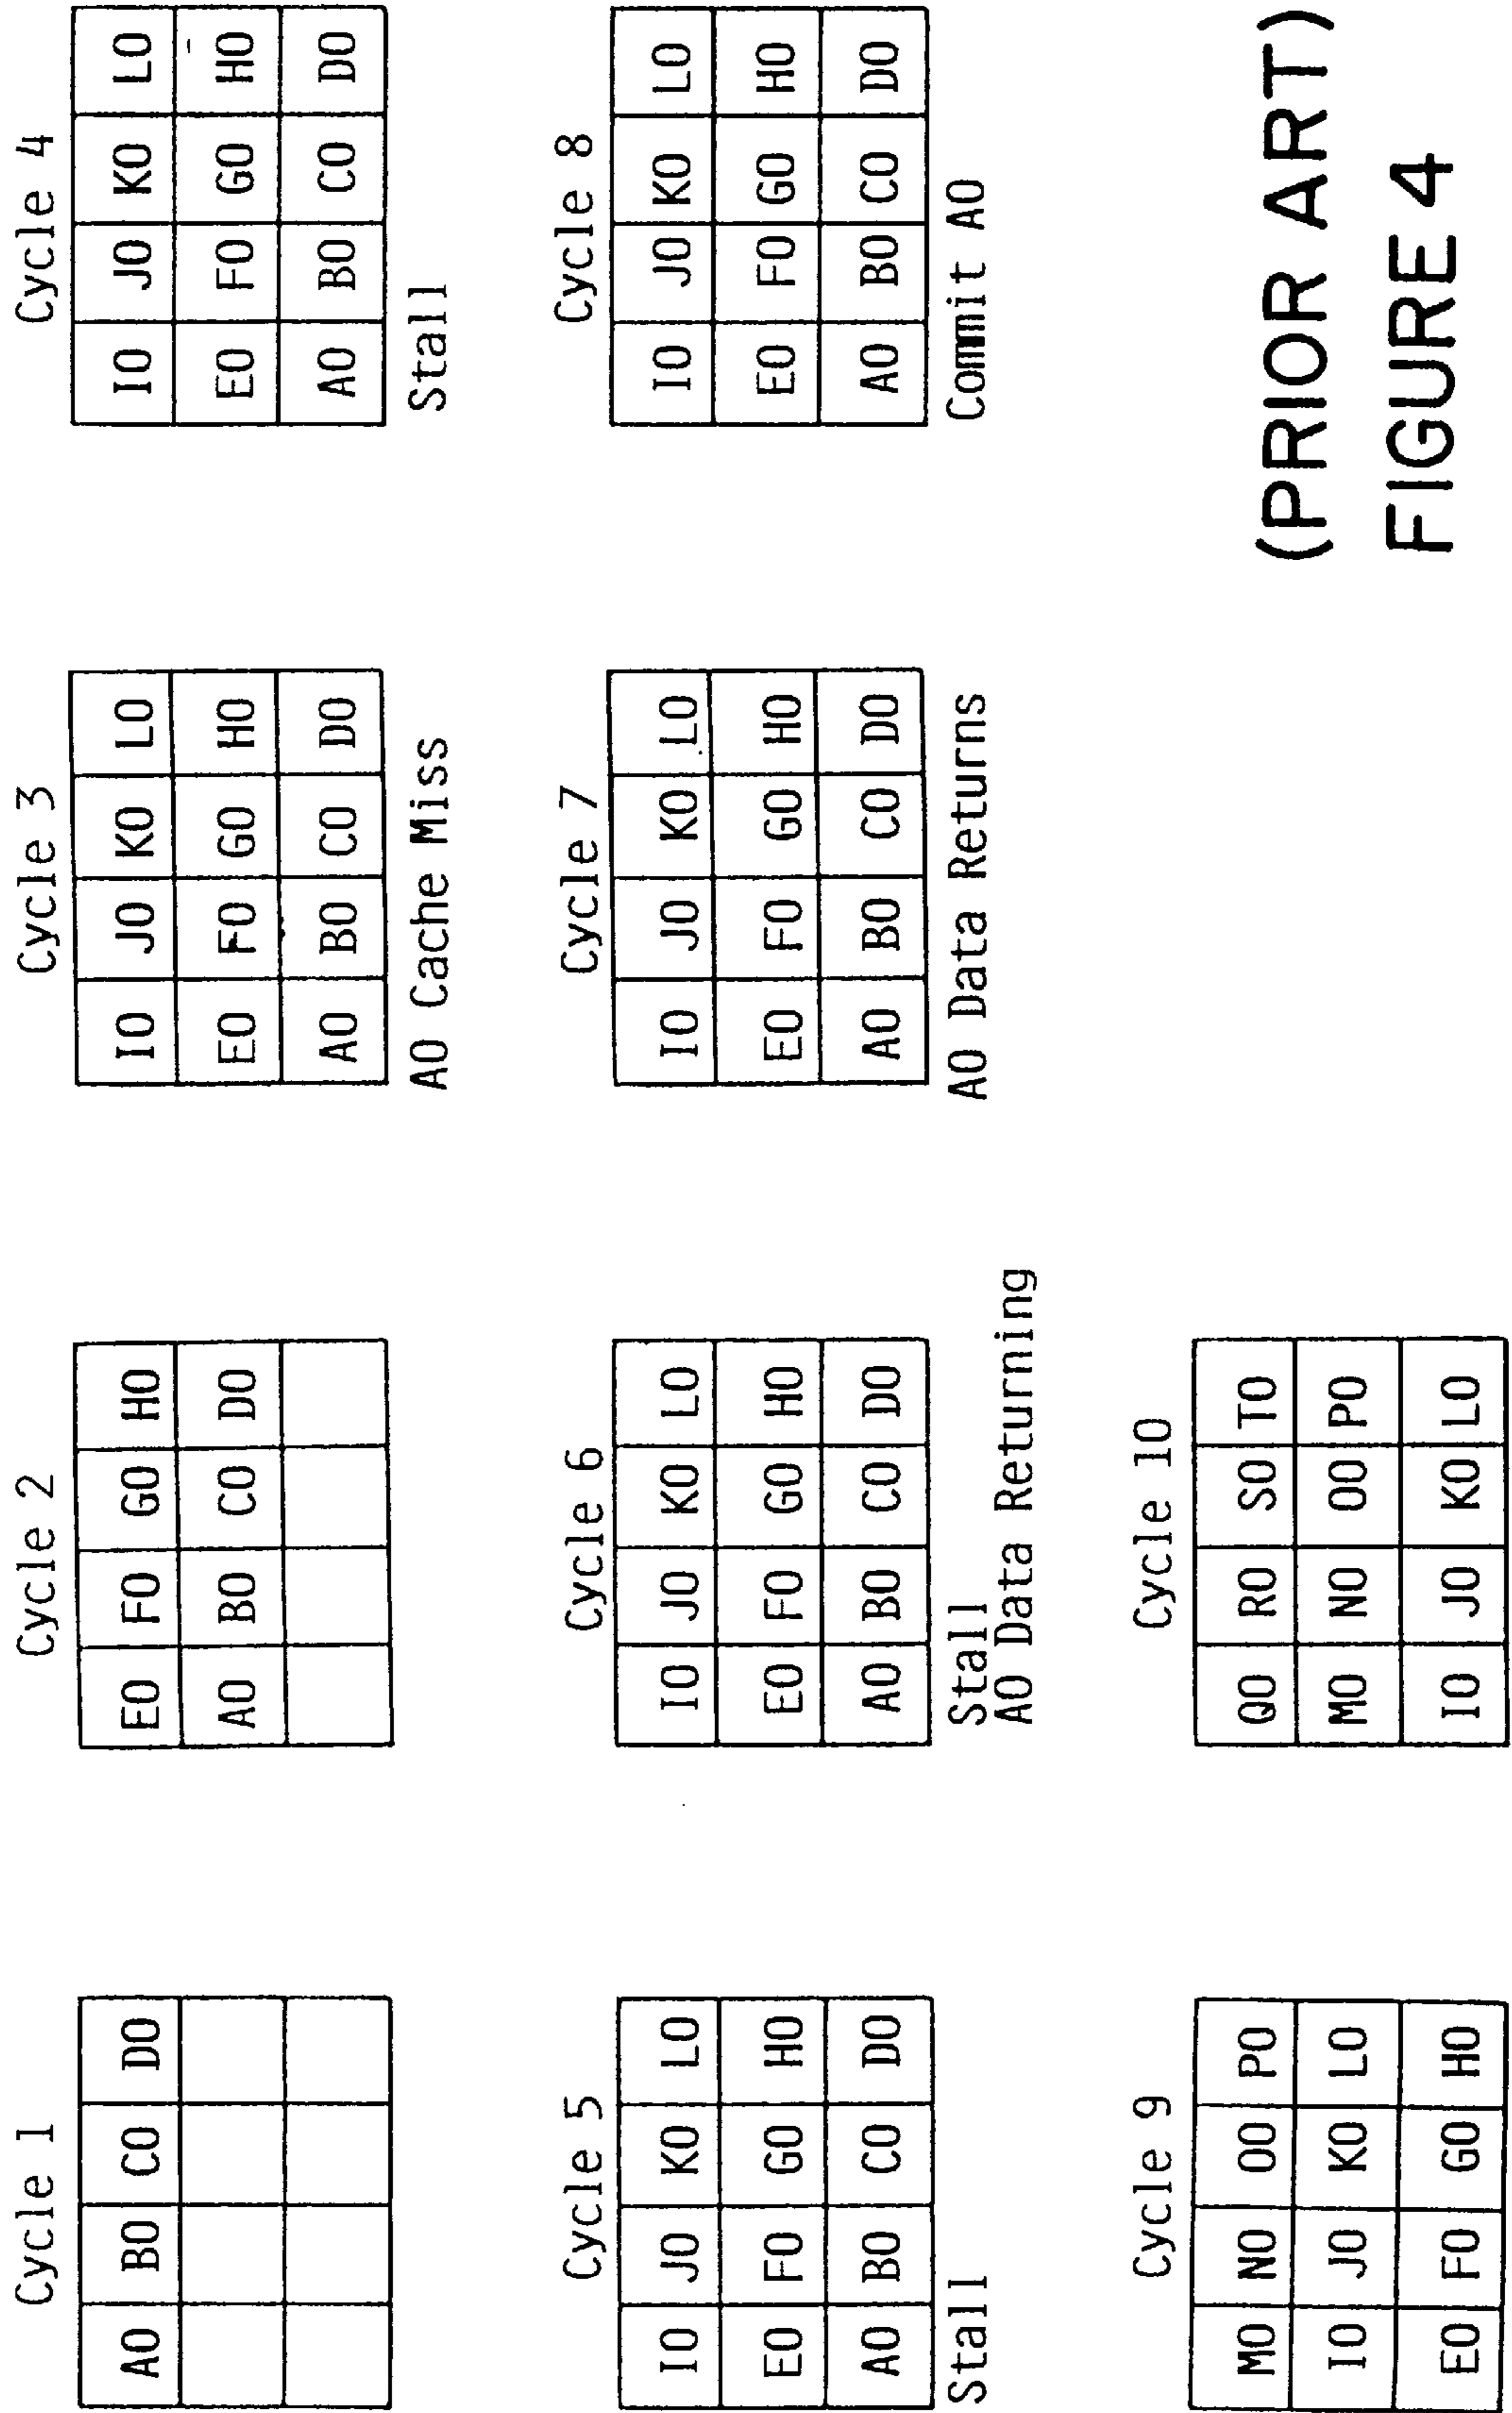 Cycle 1
A0 B0 C0 D0
Cycle 2
E0 F0 G0 H0
A0 B0 C0 D0
Cycle 3
I0 J0 K0 L0
E0 F0 G0 H0
A0 B0 C0 D0
A0 Cache Miss
Cycle 4
I0 J0 K0 L0
E0 F0 G0 H0
A0 B0 C0 D0
Stall
Cycle 5
I0 J0 K0 L0
E0 F0 G0 H0
A0 B0 C0 D0
Stall
Cycle 6
I0 J0 K0 L0
E0 F0 G0 H0
A0 B0 C0 D0
Stall
A0 Data Returning
Cycle 7
I0 J0 K0 L0
E0 F0 G0 H0
A0 B0 C0 D0
A0 Data Returns
Cycle 8
I0 J0 K0 L0
E0 F0 G0 H0
A0 B0 C0 D0
Commit A0
Cycle 9
M0 N0 O0 P0
I0 J0 K0 L0
E0 F0 G0 H0
Cycle 10
Q0 R0 S0 T0
M0 N0 O0 P0
I0 J0 K0 L0
(PRIOR ART)
FIGURE 4